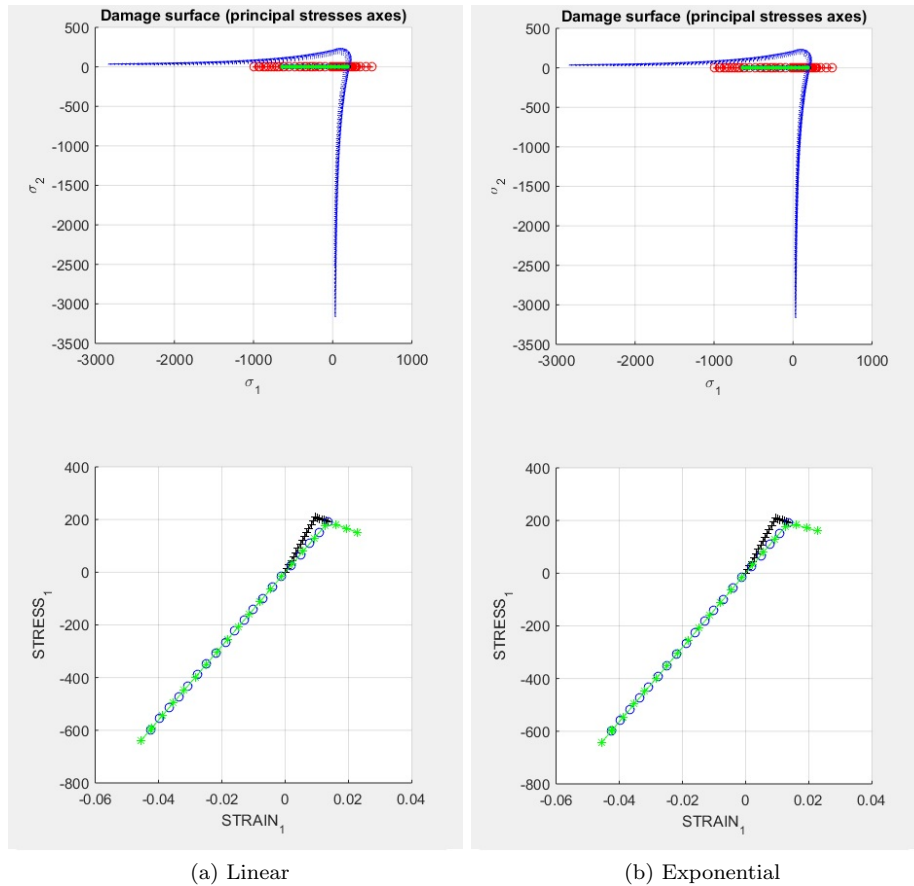 Damage surface (principal stresses axes)
500
0
-500
-1000
-1500
-2000
-2500
-3000
-3500
σ2
-3000 -2000 -1000 0 1000
σ1
400
200
0
-200
-400
-600
-800
STRESS1
-0.06 -0.04 -0.02 0 0.02 0.04
STRAIN1
(a) Linear
Damage surface (principal stresses axes)
500
0
-500
-1000
-1500
-2000
-2500
-3000
-3500
σ2
-3000 -2000 -1000 0 1000
σ1
400
200
0
-200
-400
-600
-800
STRESS1
-0.06 -0.04 -0.02 0 0.02 0.04
STRAIN1
(b) Exponential